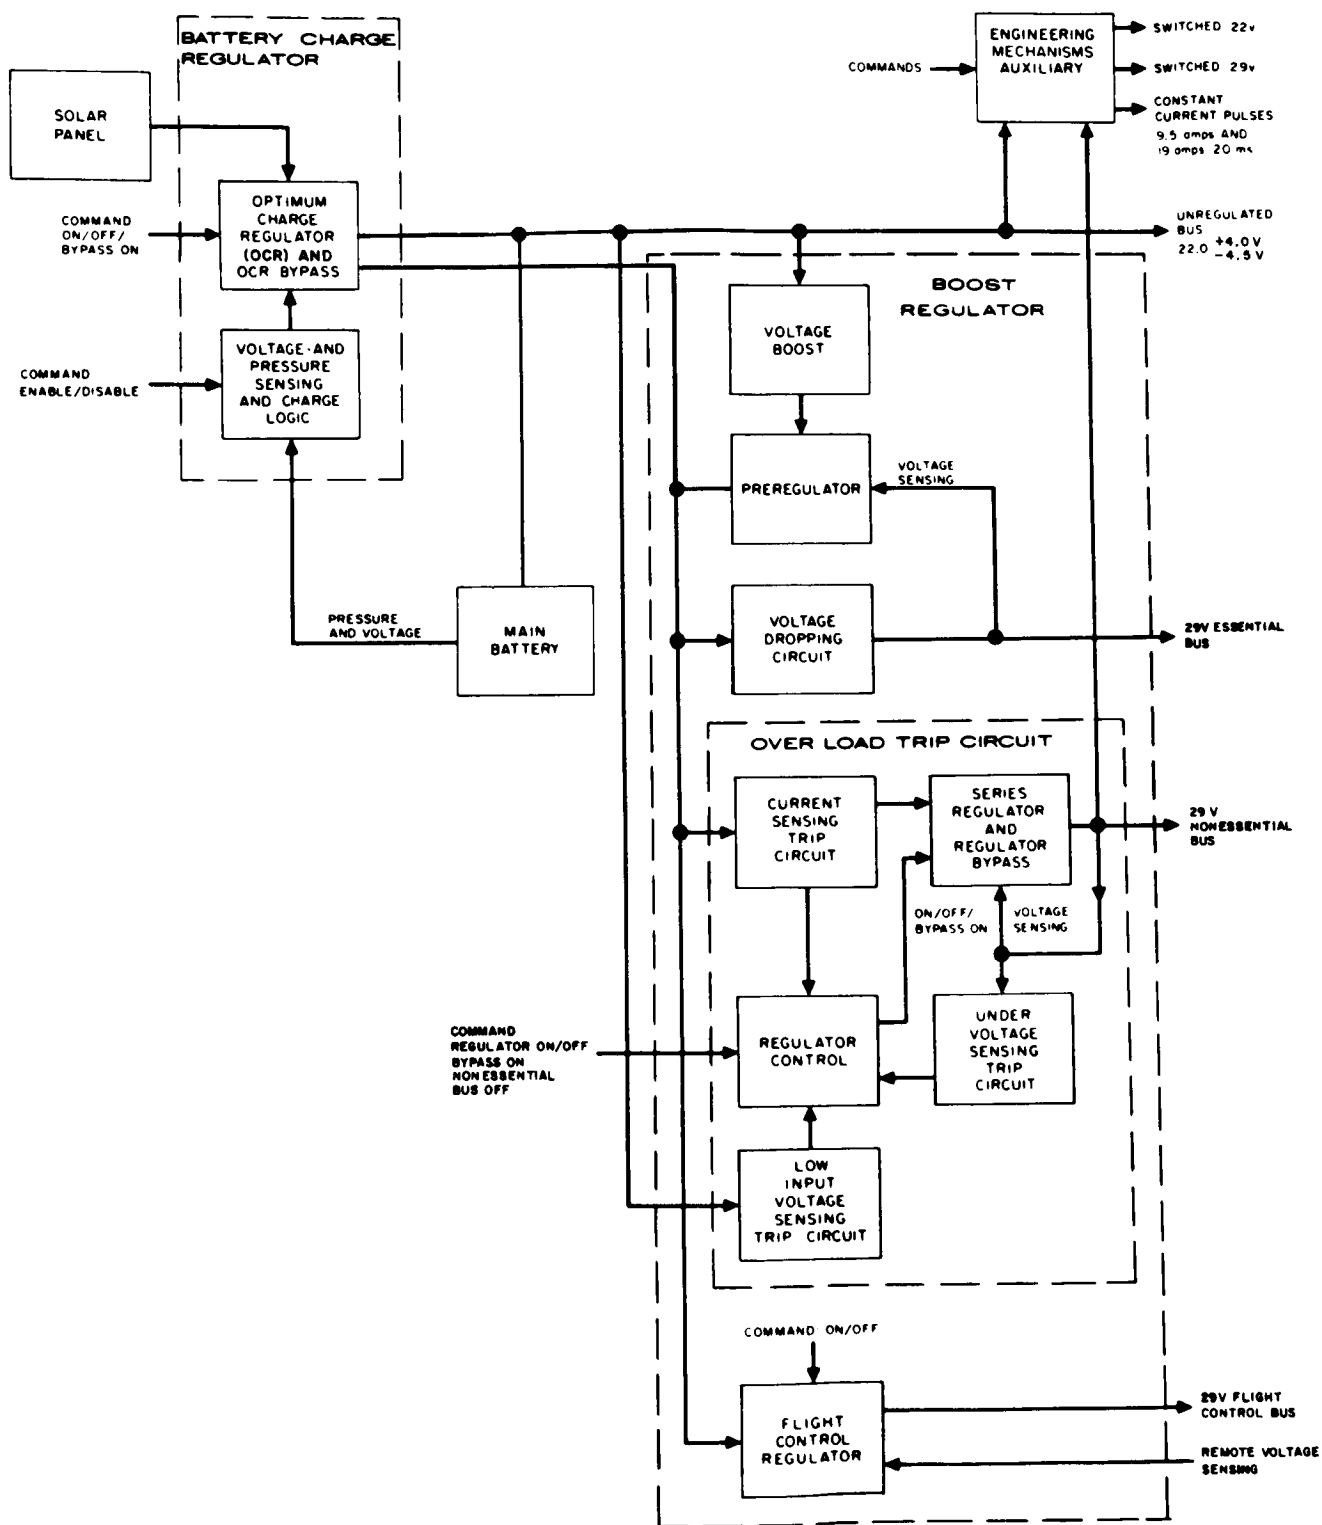 BATTERY CHARGE
REGULATOR
SOLAR
PANEL
COMMAND
ON/OFF/
BYPASS ON
OPTIMUM
CHARGE
REGULATOR
(OCR) AND
OCR BYPASS
COMMAND
ENABLE/DISABLE
VOLTAGE-AND
PRESSURE
SENSING
AND CHARGE
LOGIC
PRESSURE
AND VOLTAGE
MAIN
BATTERY
COMMANDS
ENGINEERING
MECHANISMS
AUXILIARY
SWITCHED 22v
SWITCHED 29v
CONSTANT
CURRENT PULSES
9.5 amps AND
19 amps 20 ms
UNREGULATED
BUS
22.0 +4.0 V
-4.5 V
BOOST
REGULATOR
VOLTAGE
BOOST
PREREGULATOR
VOLTAGE
SENSING
VOLTAGE
DROPPING
CIRCUIT
29V ESSENTIAL
BUS
OVER LOAD TRIP CIRCUIT
CURRENT
SENSING
TRIP
CIRCUIT
SERIES
REGULATOR
AND
REGULATOR
BYPASS
29 V
NONESSENTIAL
BUS
ON/OFF/
BYPASS ON
VOLTAGE
SENSING
COMMAND
REGULATOR ON/OFF
BYPASS ON
NONESSENTIAL
BUS OFF
REGULATOR
CONTROL
UNDER
VOLTAGE
SENSING
TRIP
CIRCUIT
LOW
INPUT
VOLTAGE
SENSING
TRIP CIRCUIT
COMMAND ON/OFF
FLIGHT
CONTROL
REGULATOR
29V FLIGHT
CONTROL BUS
REMOTE VOLTAGE
SENSING